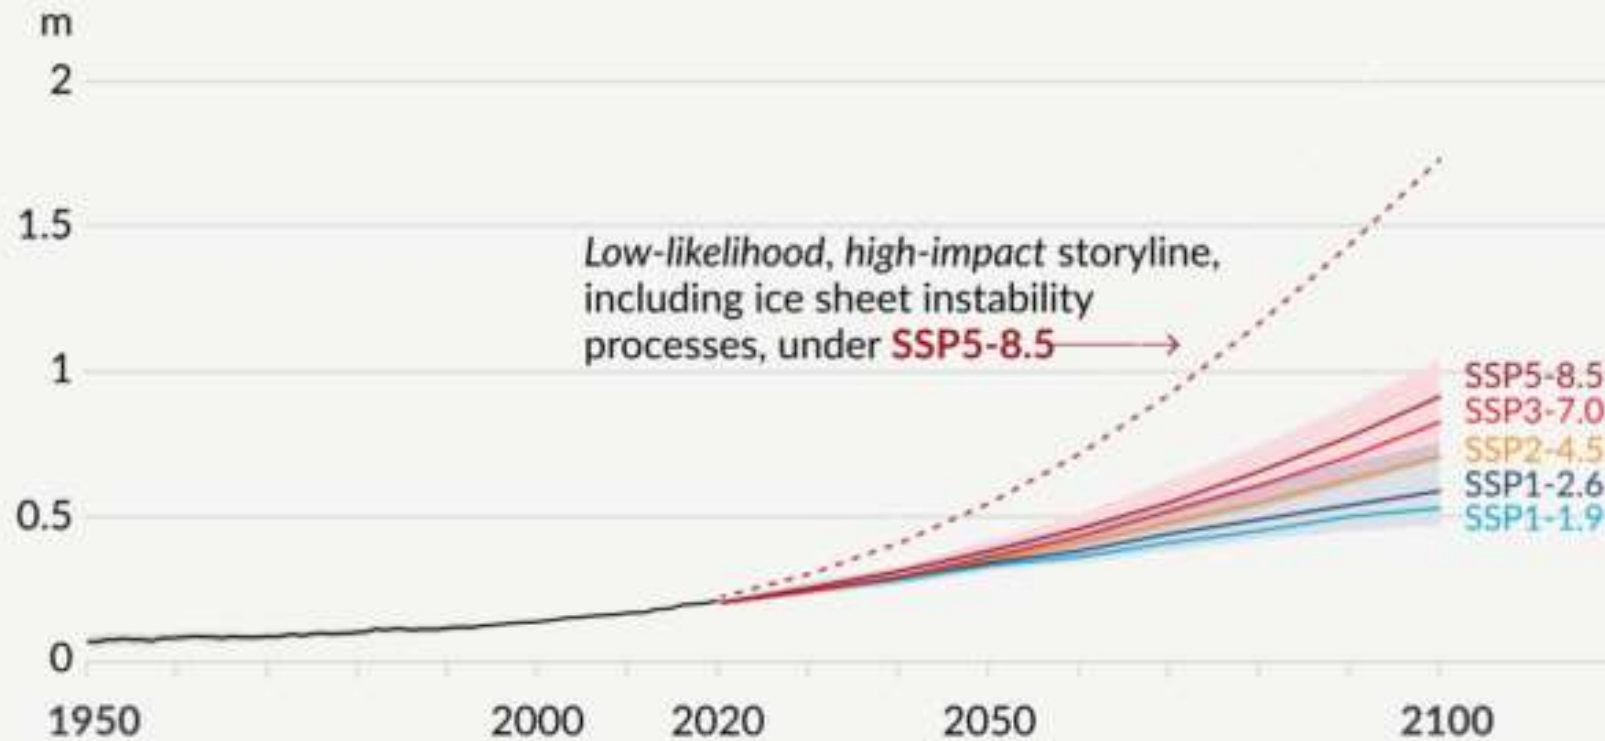 m
2
1.5
Low-likelihood, high-impact storyline,
including ice sheet instability
processes, under SSP5-8.5
1
SSP5-8.5
SSP3-7.0
SSP2-4.5
SSP1-2.6
SSP1-1.9
0.5
0
1950
2000
2020
2050
2100